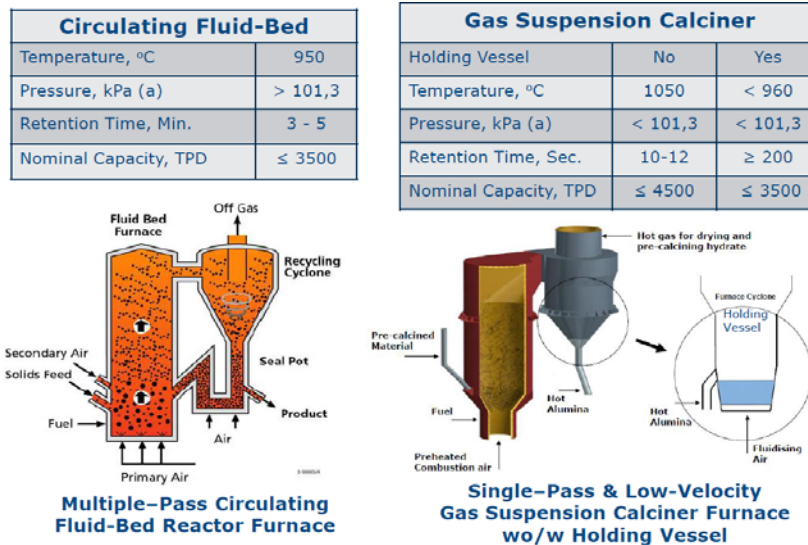 Circulating Fluid-Bed
Temperature, ºC 950
Pressure, kPa (a) > 101,3
Retention Time, Min. 3 - 5
Nominal Capacity, TPD ≤ 3500
Gas Suspension Calciner
Holding Vessel No Yes
Temperature, ºC 1050 < 960
Pressure, kPa (a) < 101,3 < 101,3
Retention Time, Sec. 10-12 ≥ 200
Nominal Capacity, TPD ≤ 4500 ≤ 3500
Off Gas
Fluid Bed
Furnace
Recycling
Cyclone
Seal Pot
Secondary Air
Solids Feed
Fuel
Product
Air
Primary Air
Multiple–Pass Circulating
Fluid-Bed Reactor Furnace
Hot gas for drying and
pre-calcining hydrate
Pre-calcined
Material
Fuel
Hot
Alumina
Preheated
Combustion air
Furnace Cyclone
Holding
Vessel
Hot
Alumina
Fluidising
Air
Single–Pass & Low-Velocity
Gas Suspension Calciner Furnace
wo/w Holding Vessel